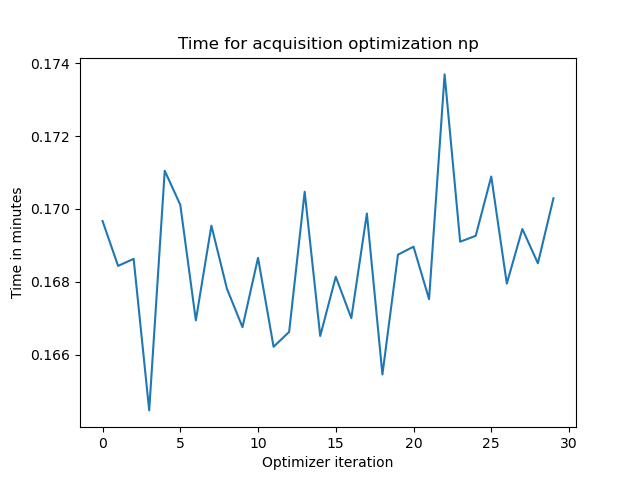 Time for acquisition optimization np
Time in minutes
0.174
0.172
0.170
0.168
0.166
0 5 10 15 20 25 30
Optimizer iteration